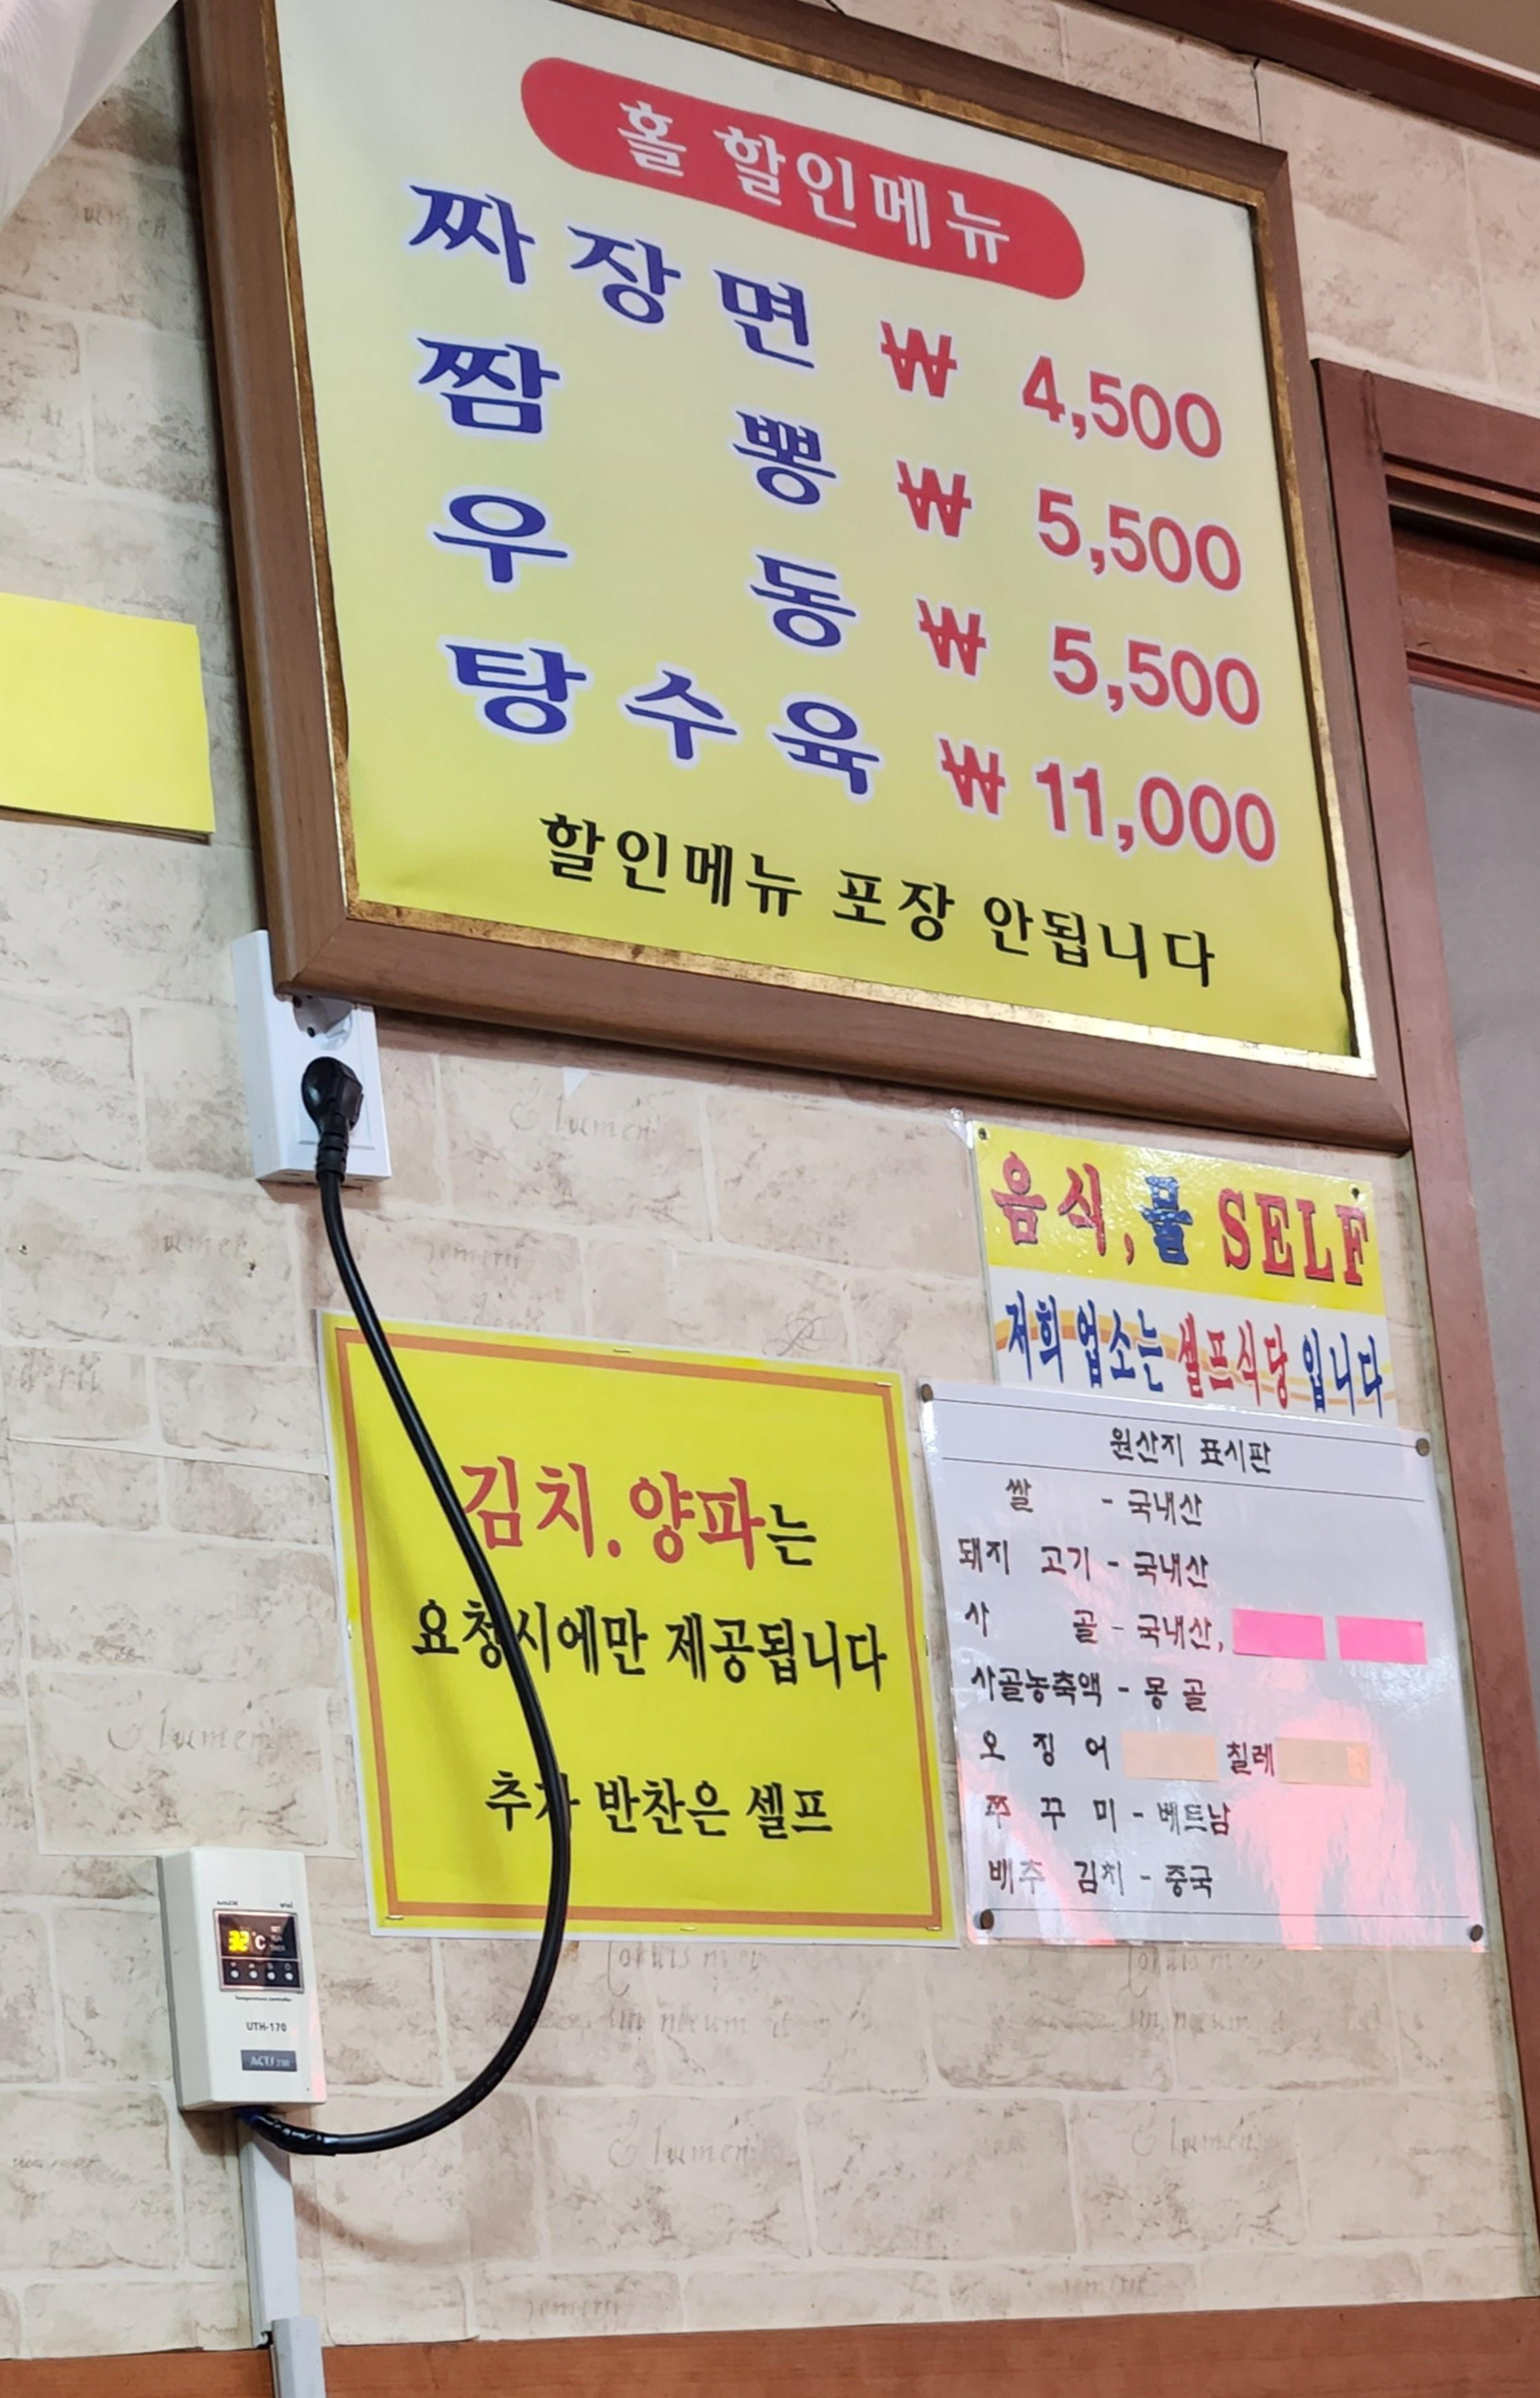 홀 할인메뉴
짜장면 ₩ 4,500
짬뽕 ₩ 5,500
우동 ₩ 5,500
탕수육 ₩ 11,000
할인메뉴 포장 안됩니다
음식, 물 SELF
저희 업소는 셀프식당 입니다
김치.양파는
요청시에만 제공됩니다
추가 반찬은 셀프
원산지 표시판
쌀 - 국내산
돼지 고기 - 국내산
사 골 - 국내산,
사골농축액 - 몽골
오 징 어 칠레
쭈 꾸 미 - 베트남
배추 김치 - 중국
32 °C
Temperature controller
UTH-170